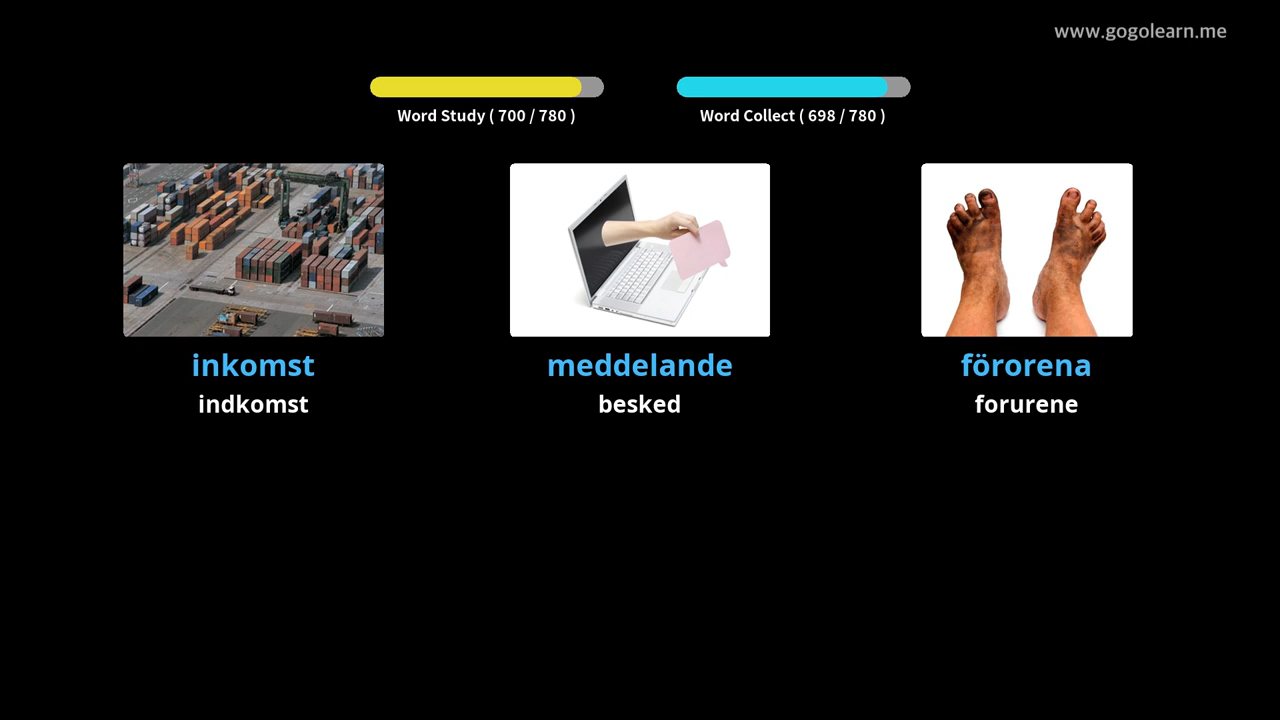 www.gogolearn.me
Word Study ( 700 / 780 )
Word Collect ( 698 / 780 )
inkomst
indkomst
meddelande
besked
förorena
forurene